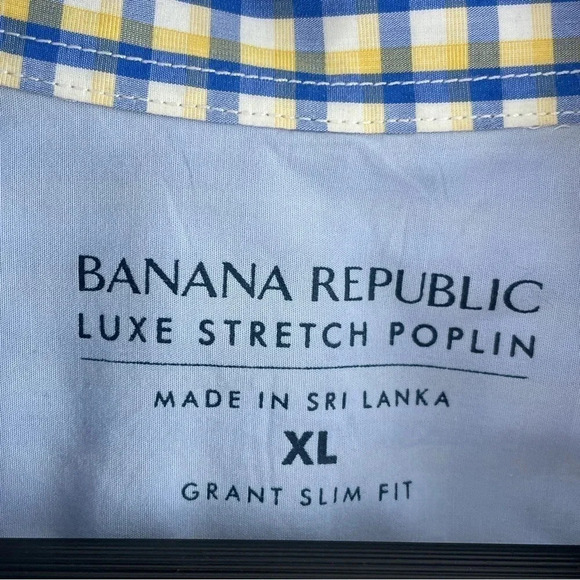 BANANA REPUBLIC
LUXE STRETCH POPLIN
MADE IN SRI LANKA
XL
GRANT SLIM FIT